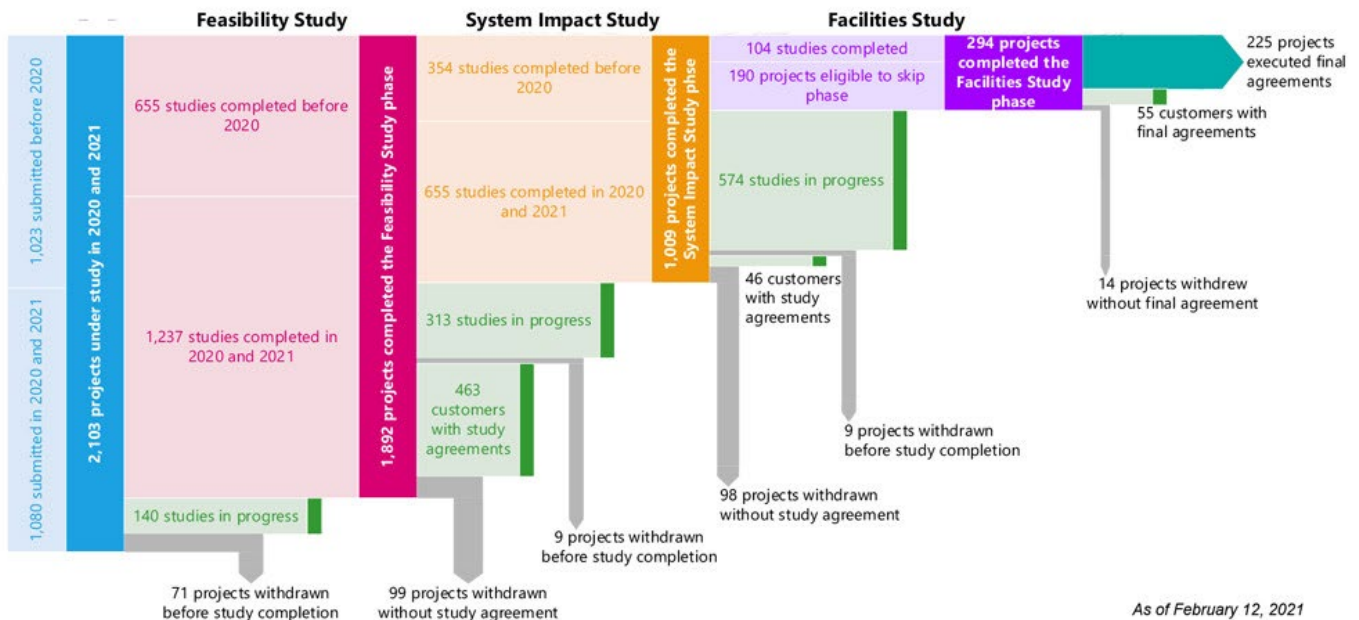 Feasibility Study
System Impact Study
Facilities Study
1,023 submitted before 2020
1,080 submitted in 2020 and 2021
2,103 projects under study in 2020 and 2021
655 studies completed before
2020
1,237 studies completed in
2020 and 2021
140 studies in progress
71 projects withdrawn
before study completion
1,892 projects completed the Feasibility Study phase
354 studies completed before
2020
655 studies completed in 2020
and 2021
313 studies in progress
463
customers
with study
agreements
9 projects withdrawn
before study completion
99 projects withdrawn
without study agreement
1,009 projects completed the
System Impact Study phse
104 studies completed
190 projects eligible to skip
phase
574 studies in progress
46 customers
with study
agreements
9 projects withdrawn
before study completion
98 projects withdrawn
without study agreement
294 projects
completed the
Facilities Study
phase
225 projects
executed final
agreements
55 customers with
final agreements
14 projects withdrew
without final agreement
As of February 12, 2021